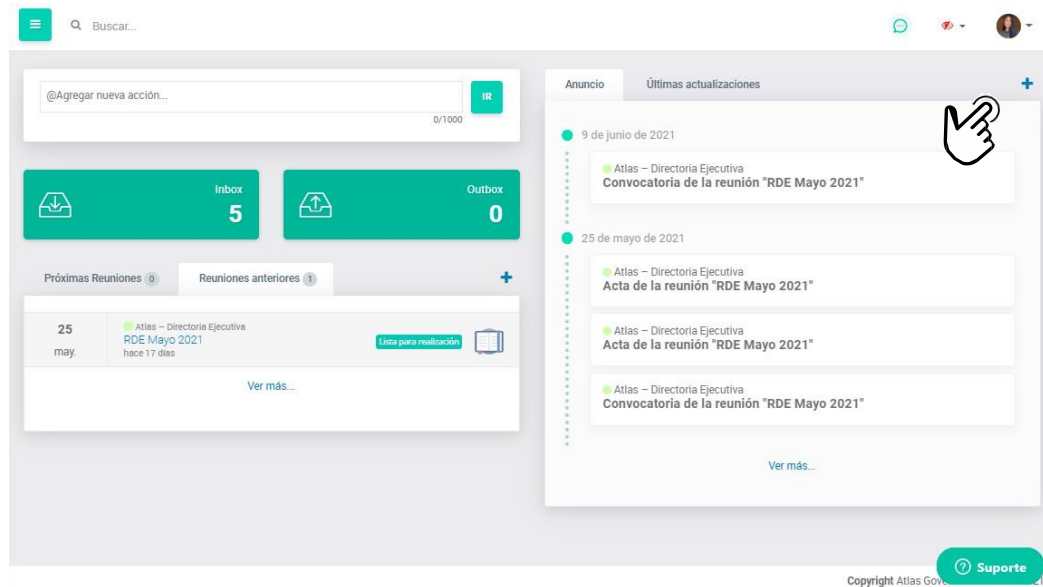 Buscar...
@Agregar nueva acción...
IR
0/1000
Inbox
5
Outbox
0
Próximas Reuniones 0
Reuniones anteriores 1
25
may.
Atlas – Directoria Ejecutiva
RDE Mayo 2021
hace 17 días
Lista para realización
Ver más...
Anuncio
Últimas actualizaciones
9 de junio de 2021
Atlas – Directoria Ejecutiva
Convocatoria de la reunión "RDE Mayo 2021"
25 de mayo de 2021
Atlas – Directoria Ejecutiva
Acta de la reunión "RDE Mayo 2021"
Atlas – Directoria Ejecutiva
Acta de la reunión "RDE Mayo 2021"
Atlas – Directoria Ejecutiva
Convocatoria de la reunión "RDE Mayo 2021"
Ver más...
Suporte
Copyright Atlas